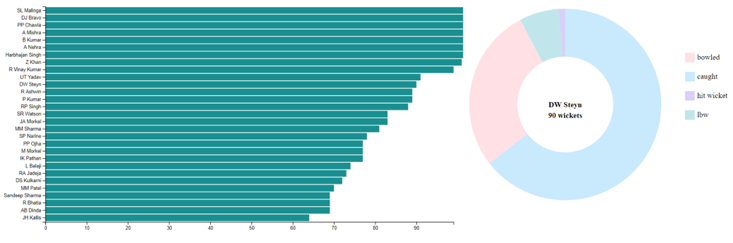 SL Malinga
DJ Bravo
PP Chawla
A Mishra
B Kumar
A Nehra
Harbhajan Singh
Z Khan
R Vinay Kumar
UT Yadav
DW Steyn
R Ashwin
P Kumar
RP Singh
SR Watson
JA Morkel
MM Sharma
SP Narine
PP Ojha
M Morkel
IK Pathan
L Balaji
RA Jadeja
DS Kulkarni
MM Patel
Sandeep Sharma
R Bhatia
AB Dinda
JH Kallis
0 10 20 30 40 50 60 70 80 90
DW Steyn
90 wickets
bowled
caught
hit wicket
lbw